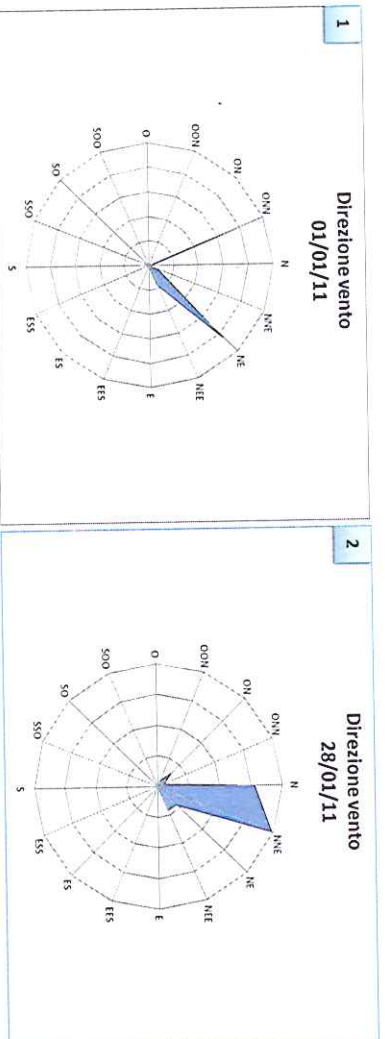 1
Direzione vento
01/01/11
N
NNE
NE
NEE
E
EES
ES
ESS
S
SSO
SO
SOO
O
OON
ON
ONN
2
Direzione vento
28/01/11
N
NNE
NE
NEE
E
EES
ES
ESS
S
SSO
SO
SOO
O
OON
ON
ONN